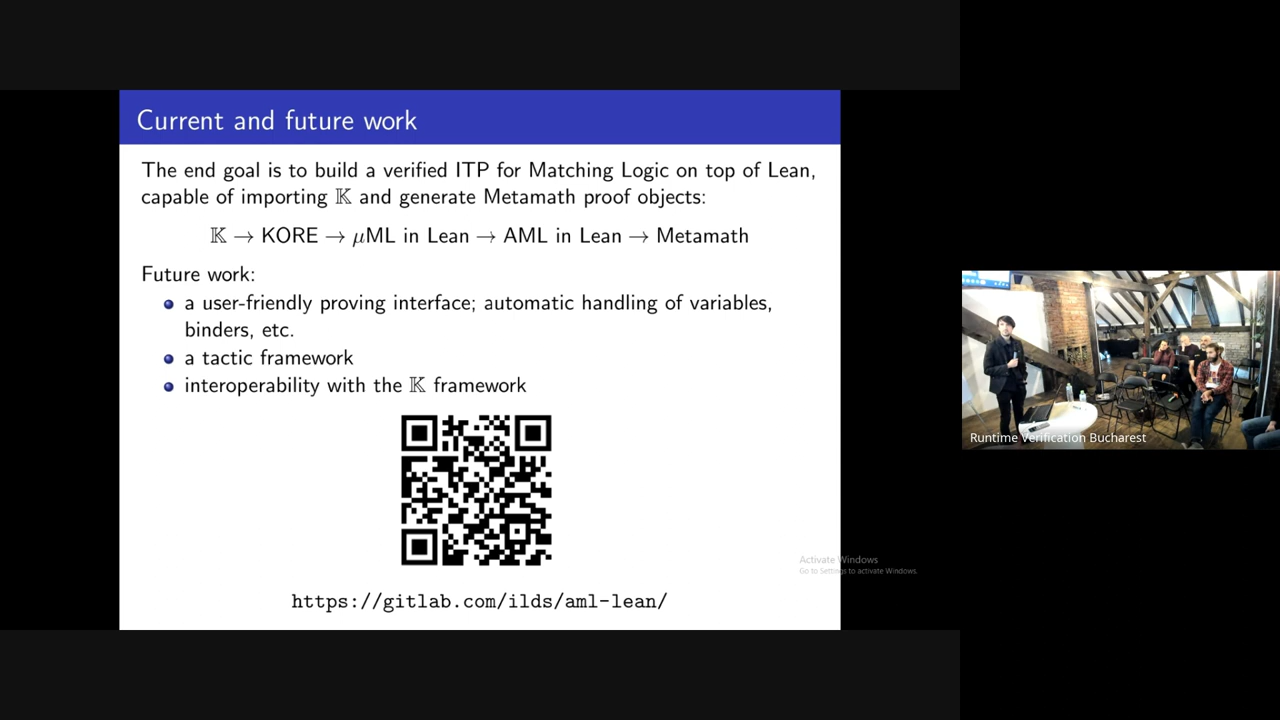 Current and future work
The end goal is to build a verified ITP for Matching Logic on top of Lean,
capable of importing 𝕂 and generate Metamath proof objects:
𝕂 → KORE → μML in Lean → AML in Lean → Metamath
Future work:
a user-friendly proving interface; automatic handling of variables,
binders, etc.
a tactic framework
interoperability with the 𝕂 framework
https://gitlab.com/ilds/aml-lean/
Activate Windows
Go to Settings to activate Windows.
Runtime Verification Bucharest